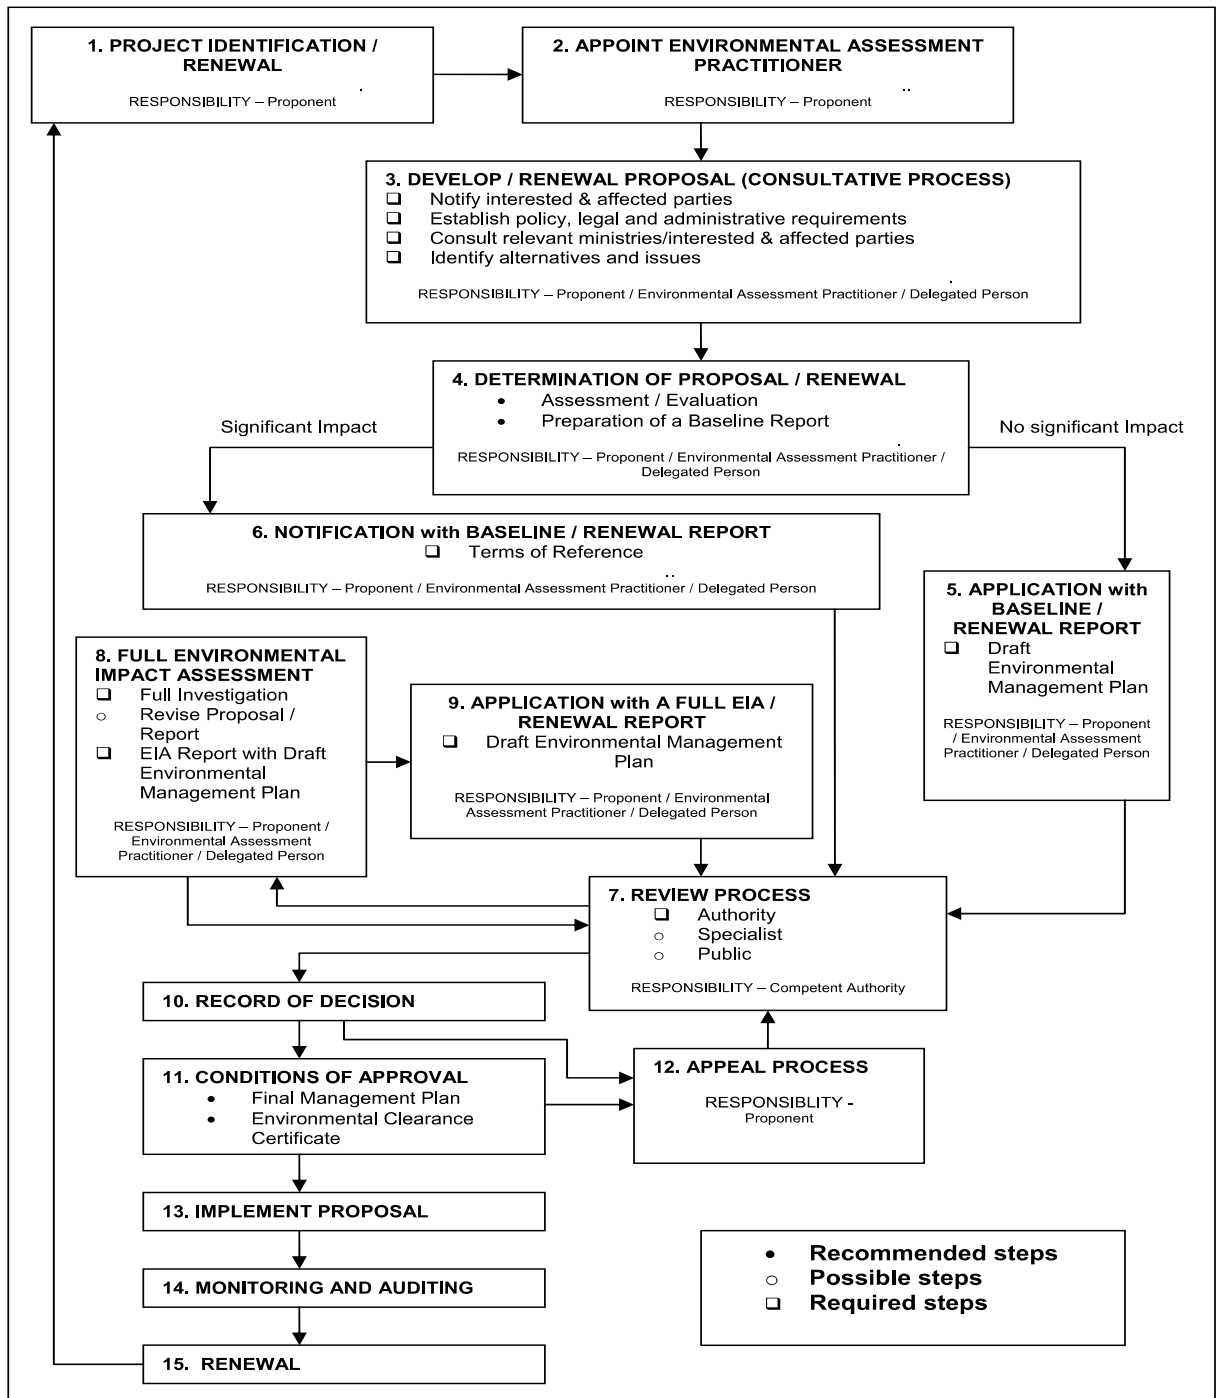 1. PROJECT IDENTIFICATION /
RENEWAL
RESPONSIBILITY – Proponent
2. APPOINT ENVIRONMENTAL ASSESSMENT
PRACTITIONER
RESPONSIBILITY – Proponent
3. DEVELOP / RENEWAL PROPOSAL (CONSULTATIVE PROCESS)
❑ Notify interested & affected parties
❑ Establish policy, legal and administrative requirements
❑ Consult relevant ministries/interested & affected parties
❑ Identify alternatives and issues
RESPONSIBILITY – Proponent / Environmental Assessment Practitioner / Delegated Person
4. DETERMINATION OF PROPOSAL / RENEWAL
• Assessment / Evaluation
• Preparation of a Baseline Report
RESPONSIBILITY – Proponent / Environmental Assessment Practitioner /
Delegated Person
Significant Impact
No significant Impact
6. NOTIFICATION with BASELINE / RENEWAL REPORT
❑ Terms of Reference
RESPONSIBILITY – Proponent / Environmental Assessment Practitioner / Delegated Person
5. APPLICATION with
BASELINE /
RENEWAL REPORT
❑ Draft
Environmental
Management Plan
RESPONSIBILITY – Proponent
/ Environmental Assessment
Practitioner / Delegated Person
8. FULL ENVIRONMENTAL
IMPACT ASSESSMENT
❑ Full Investigation
○ Revise Proposal /
Report
❑ EIA Report with Draft
Environmental
Management Plan
RESPONSIBILITY – Proponent /
Environmental Assessment
Practitioner / Delegated Person
9. APPLICATION with A FULL EIA /
RENEWAL REPORT
❑ Draft Environmental Management
Plan
RESPONSIBILITY – Proponent / Environmental
Assessment Practitioner / Delegated Person
7. REVIEW PROCESS
❑ Authority
○ Specialist
○ Public
RESPONSIBILITY – Competent Authority
10. RECORD OF DECISION
11. CONDITIONS OF APPROVAL
• Final Management Plan
• Environmental Clearance
Certificate
12. APPEAL PROCESS
RESPONSIBLITY -
Proponent
13. IMPLEMENT PROPOSAL
14. MONITORING AND AUDITING
15. RENEWAL
• Recommended steps
○ Possible steps
❑ Required steps